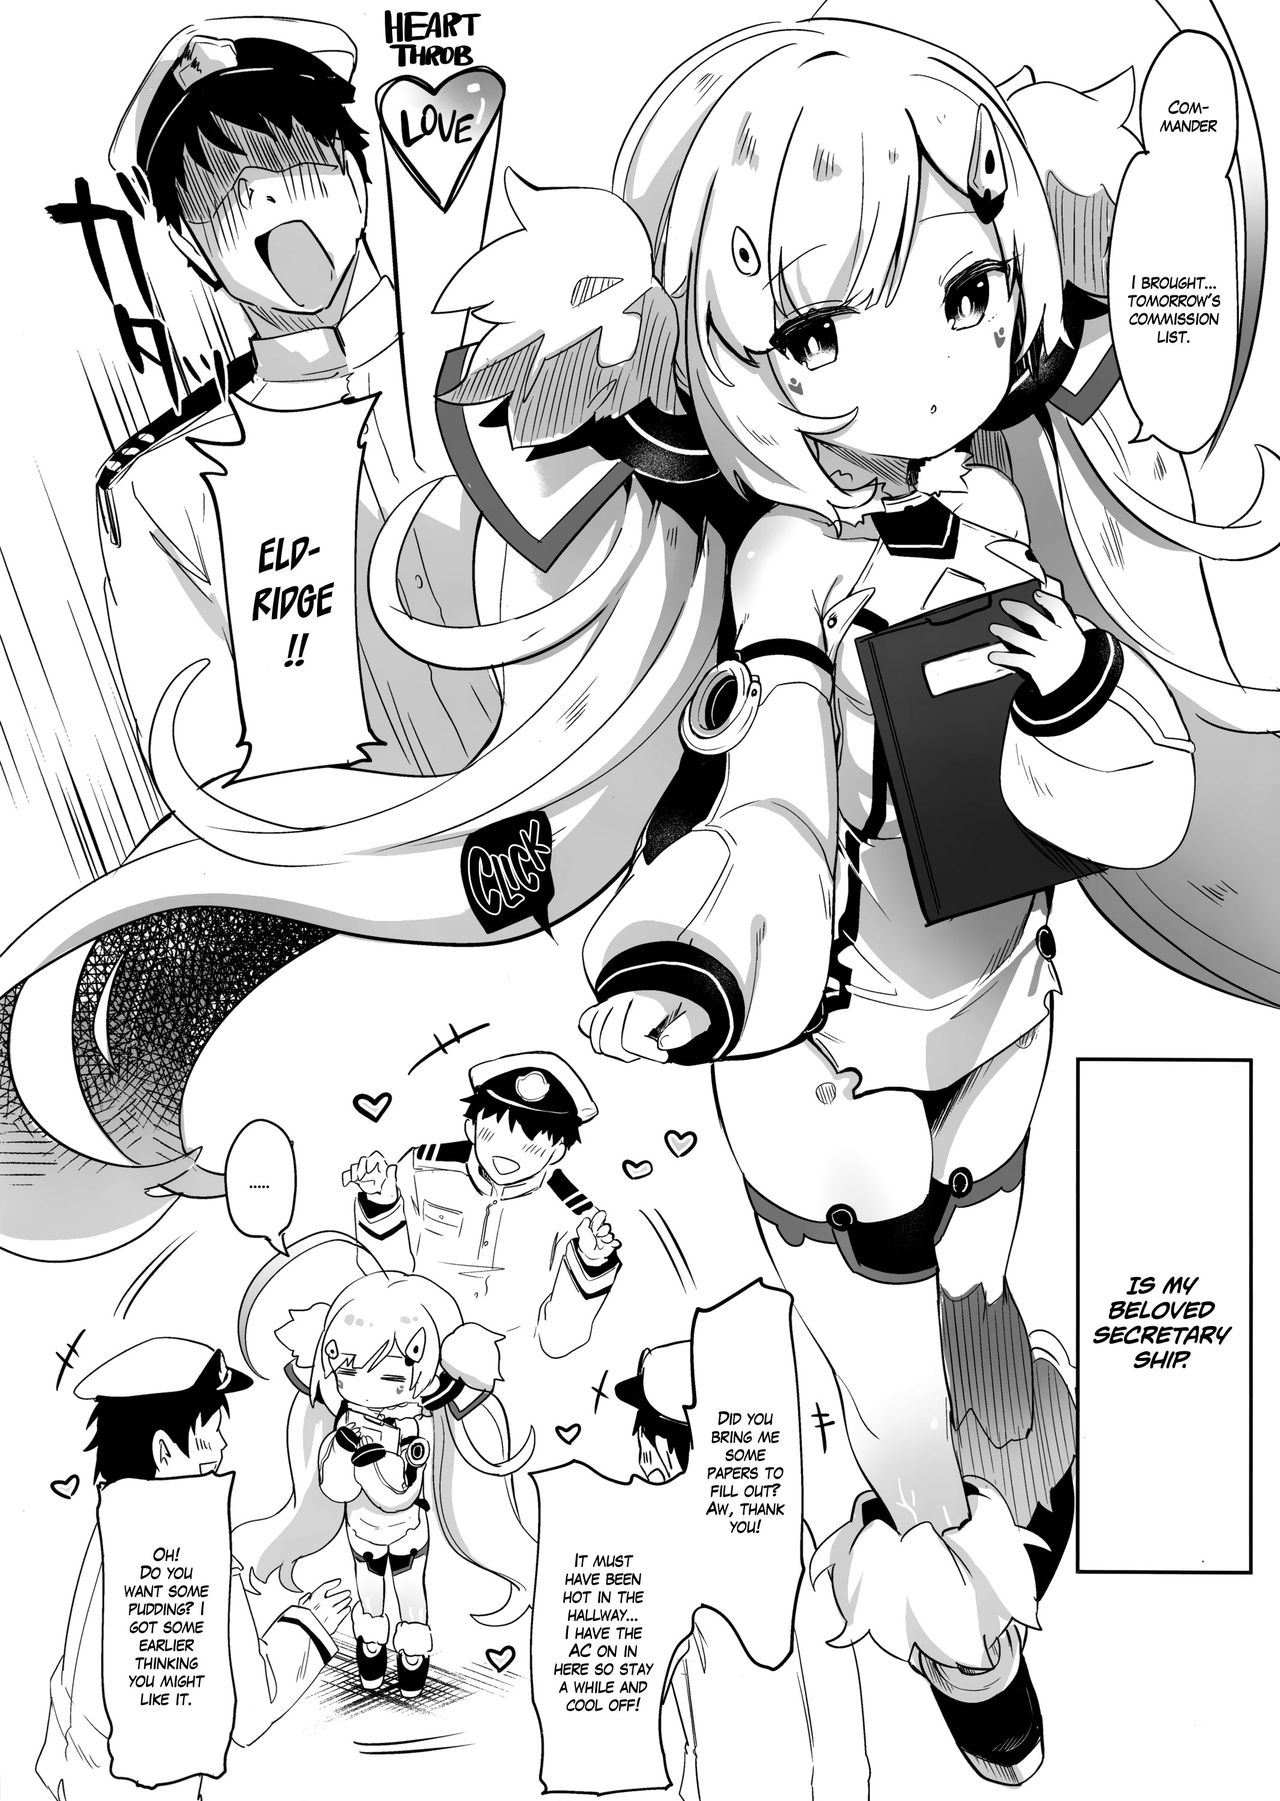 COM-
MANDER
I BROUGHT...
TOMORROW'S
COMMISSION
LIST.
HEART
THROB
LOVE
ガタッ
ELD-
RIDGE
!!
CLICK
IS MY
BELOVED
SECRETARY
SHIP.
.....
DID YOU
BRING ME
SOME
PAPERS TO
FILL OUT?
AW, THANK
YOU!
IT MUST
HAVE BEEN
HOT IN THE
HALLWAY...
I HAVE THE
AC ON IN
HERE SO STAY
A WHILE AND
COOL OFF!
OH!
DO YOU
WANT SOME
PUDDING? I
GOT SOME
EARLIER
THINKING
YOU MIGHT
LIKE IT.